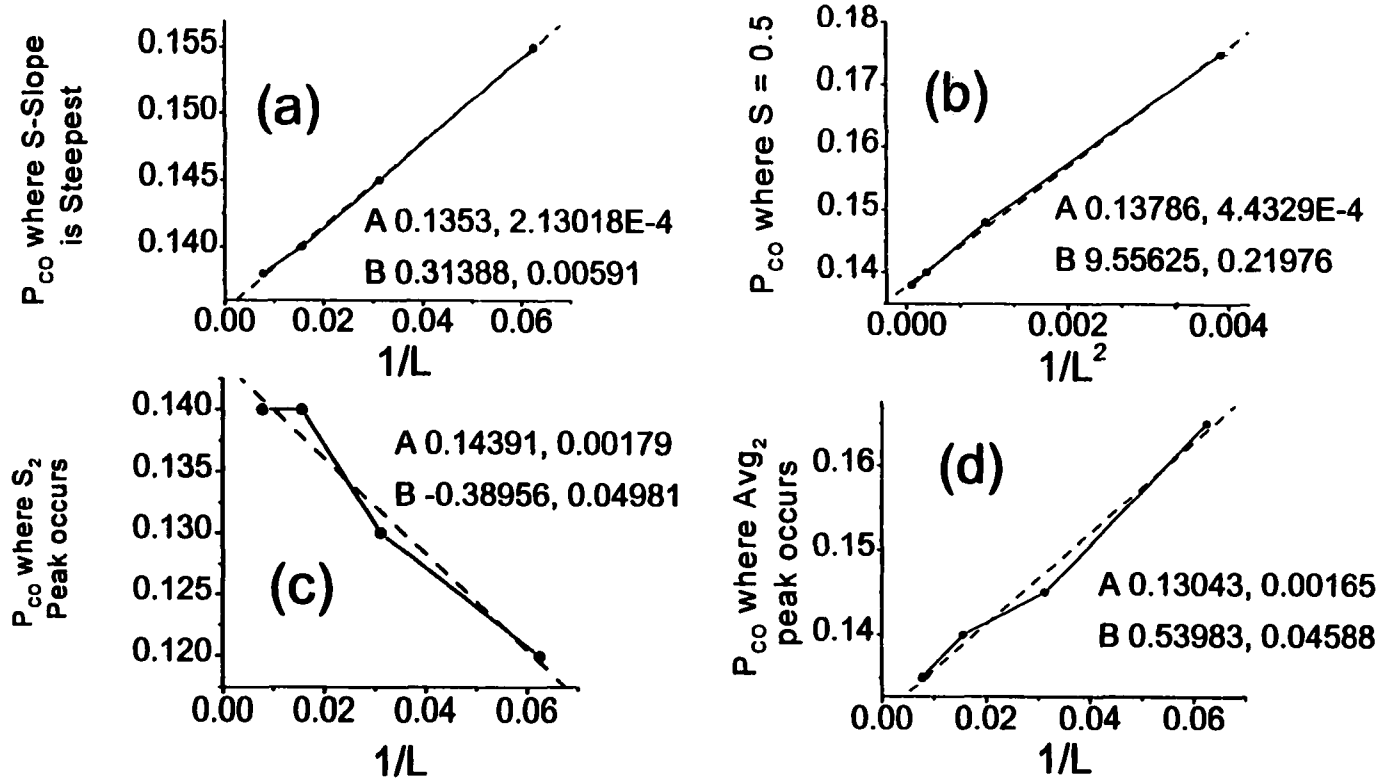 P_CO where S-Slope
is Steepest
0.155
0.150
0.145
0.140
(a)
A 0.1353, 2.13018E-4
B 0.31388, 0.00591
0.00 0.02 0.04 0.06
1/L
P_CO where S = 0.5
0.18
0.17
0.16
0.15
0.14
(b)
A 0.13786, 4.4329E-4
B 9.55625, 0.21976
0.000 0.002 0.004
1/L²
P_CO where S₂
Peak occurs
0.140
0.135
0.130
0.125
0.120
(c)
A 0.14391, 0.00179
B -0.38956, 0.04981
0.00 0.02 0.04 0.06
1/L
P_CO where Avg₂
peak occurs
0.16
0.15
0.14
(d)
A 0.13043, 0.00165
B 0.53983, 0.04588
0.00 0.02 0.04 0.06
1/L